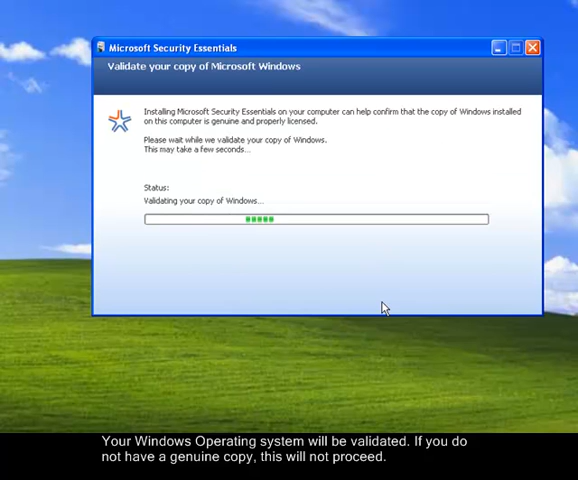 Microsoft Security Essentials
Validate your copy of Microsoft Windows
Installing Microsoft Security Essentials on your computer can help confirm that the copy of Windows installed
on this computer is genuine and properly licensed.
Please wait while we validate your copy of Windows.
This may take a few seconds...
Status:
Validating your copy of Windows...
Your Windows Operating system will be validated. If you do
not have a genuine copy, this will not proceed.